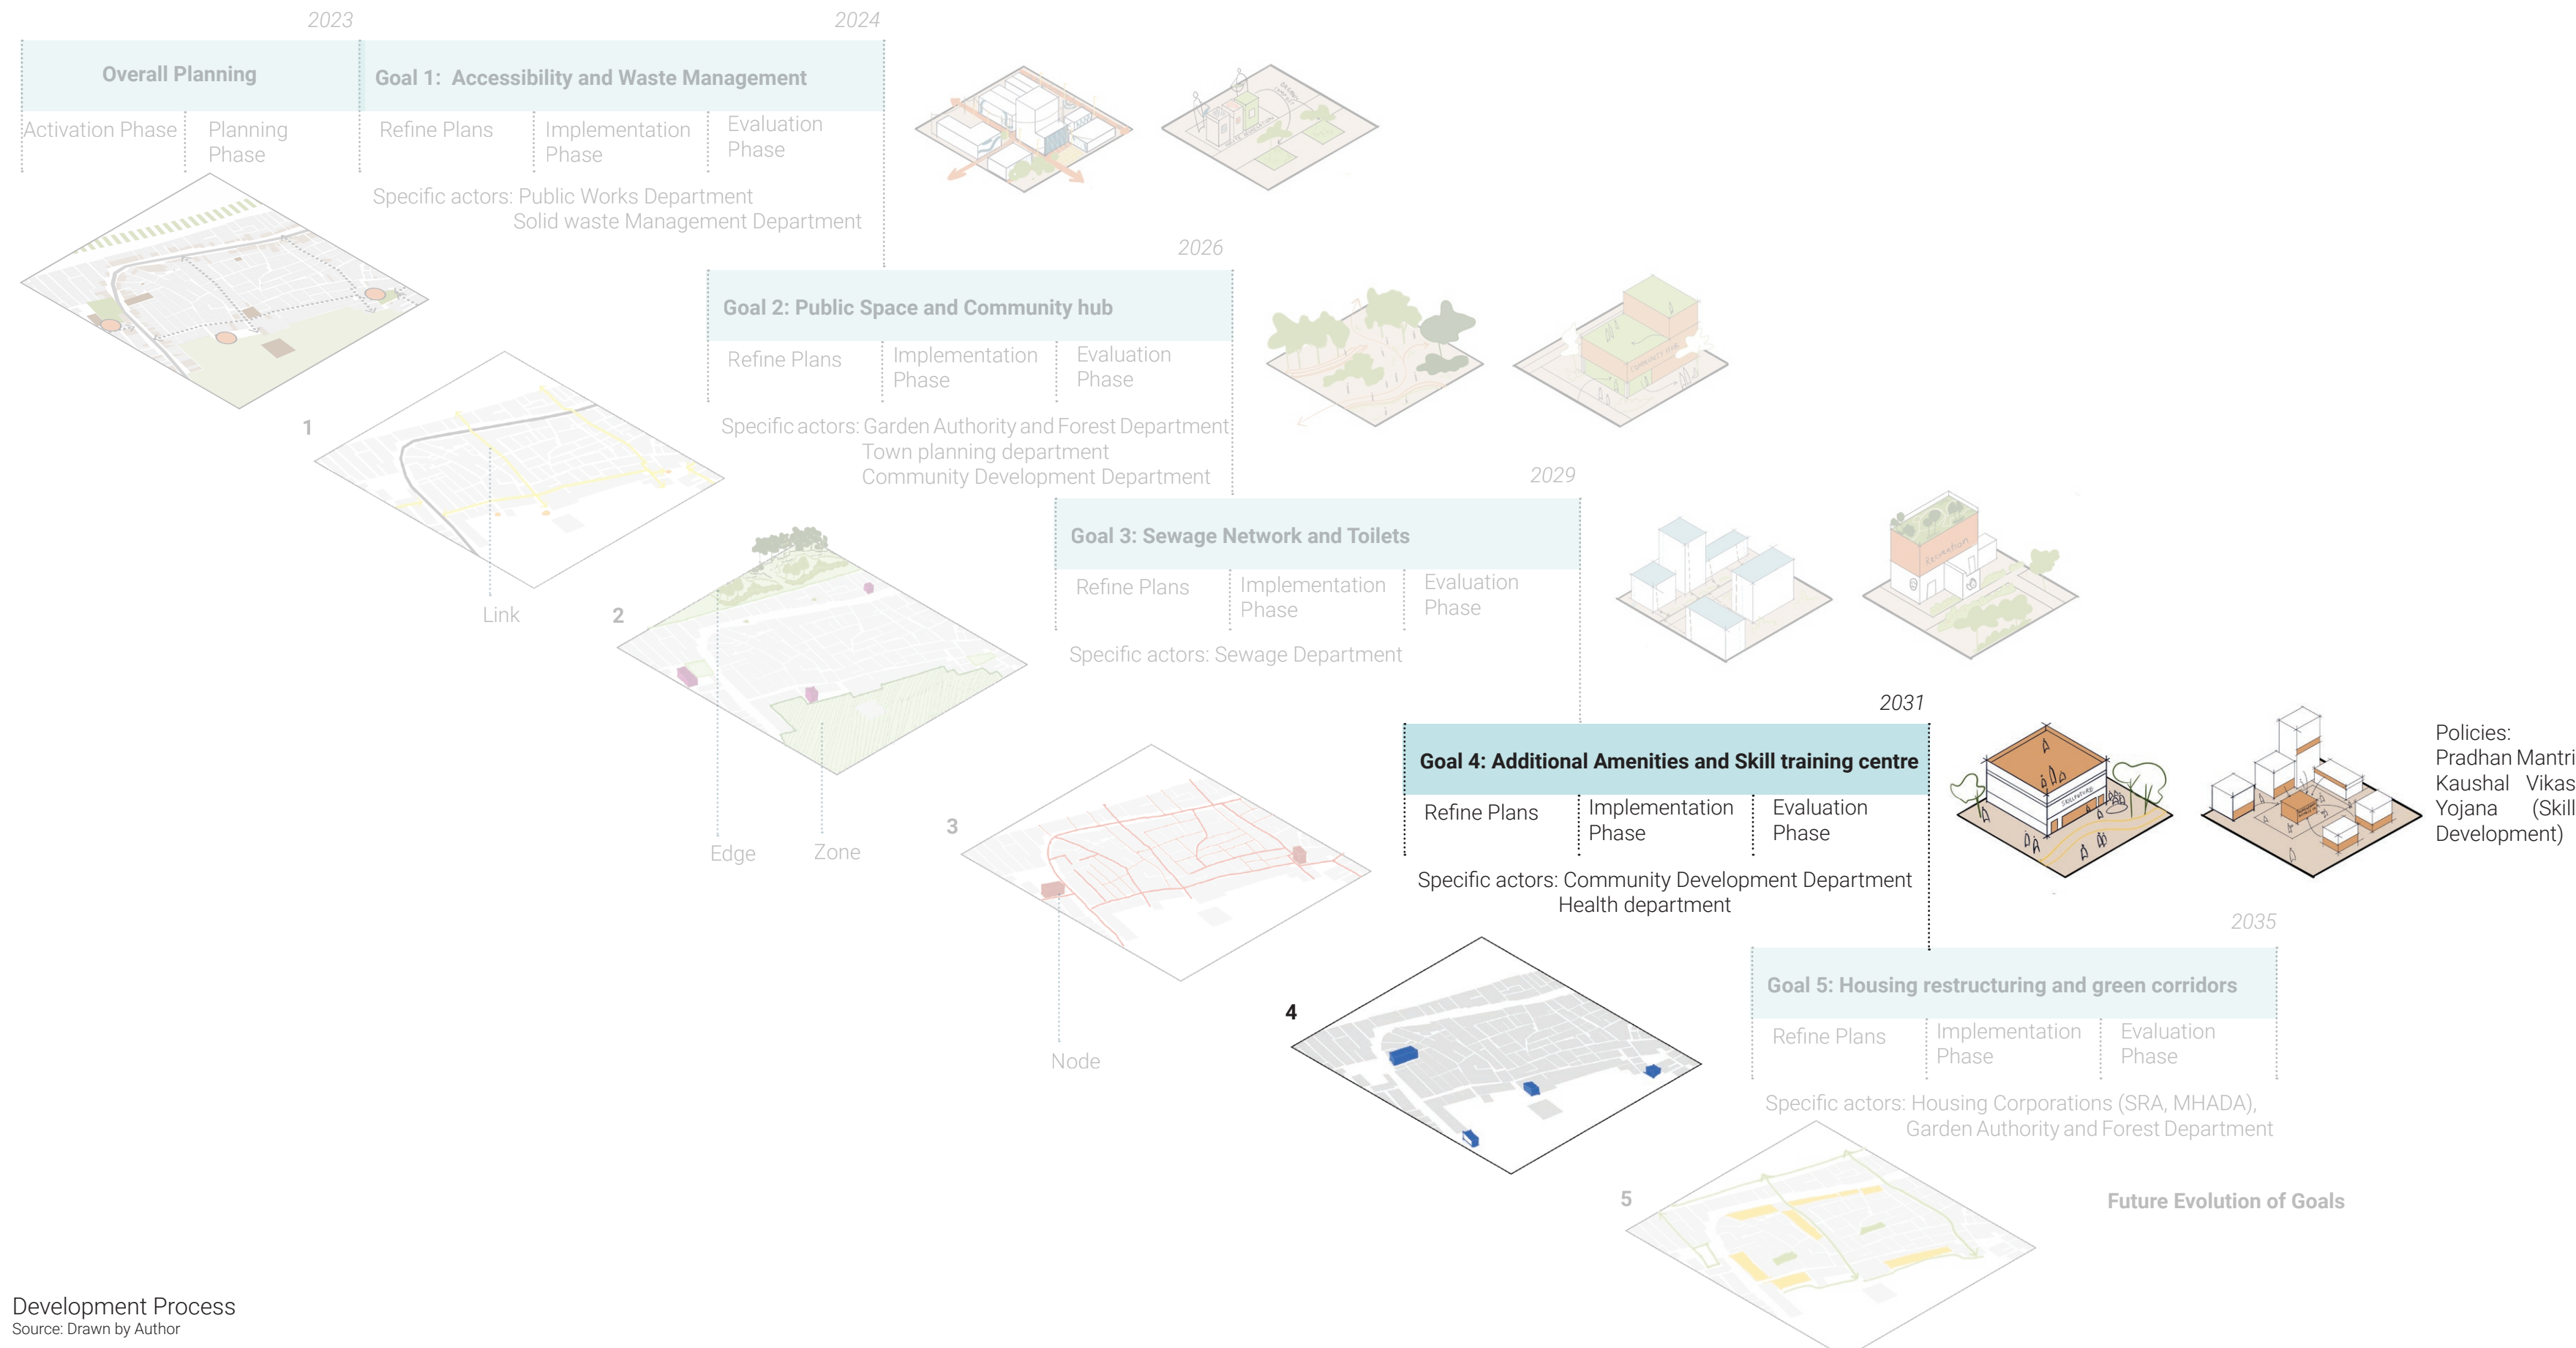 2023
2024
Overall Planning
Goal 1: Accessibility and Waste Management
Activation Phase
Planning
Phase
Refine Plans
Implementation
Phase
Evaluation
Phase
Specific actors: Public Works Department
Solid waste Management Department
2026
Goal 2: Public Space and Community hub
Refine Plans
Implementation
Phase
Evaluation
Phase
COMMUNITY HUB
Specific actors: Garden Authority and Forest Department
Town planning department
Community Development Department
1
Link
2029
Goal 3: Sewage Network and Toilets
Refine Plans
Implementation
Phase
Evaluation
Phase
RECREATION
Specific actors: Sewage Department
2
Edge
Zone
2031
Goal 4: Additional Amenities and Skill training centre
Refine Plans
Implementation
Phase
Evaluation
Phase
Policies:
Pradhan Mantri
Kaushal Vikas
Yojana (Skill
Development)
Specific actors: Community Development Department
Health department
3
Node
2035
Goal 5: Housing restructuring and green corridors
Refine Plans
Implementation
Phase
Evaluation
Phase
Specific actors: Housing Corporations (SRA, MHADA),
Garden Authority and Forest Department
4
5
Future Evolution of Goals
Development Process
Source: Drawn by Author